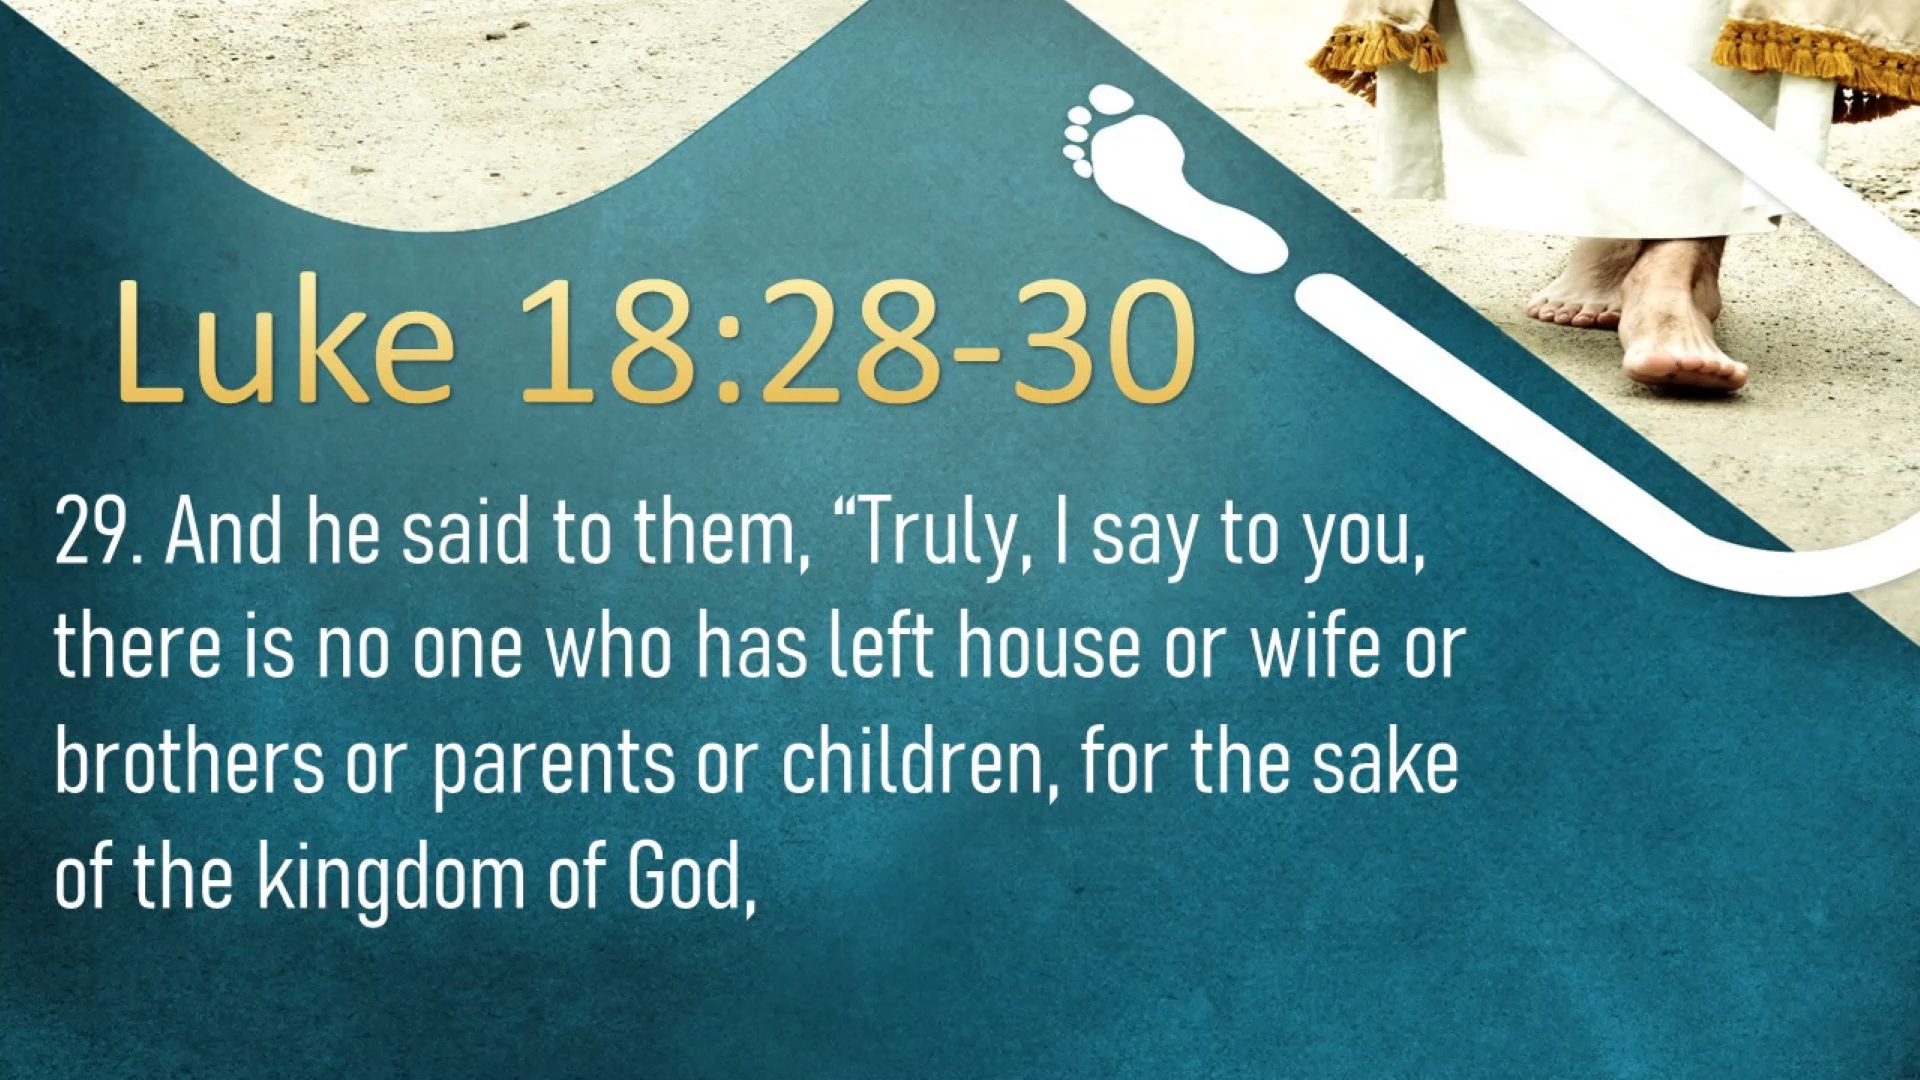 Luke 18:28-30
29. And he said to them, “Truly, I say to you,
there is no one who has left house or wife or
brothers or parents or children, for the sake
of the kingdom of God,